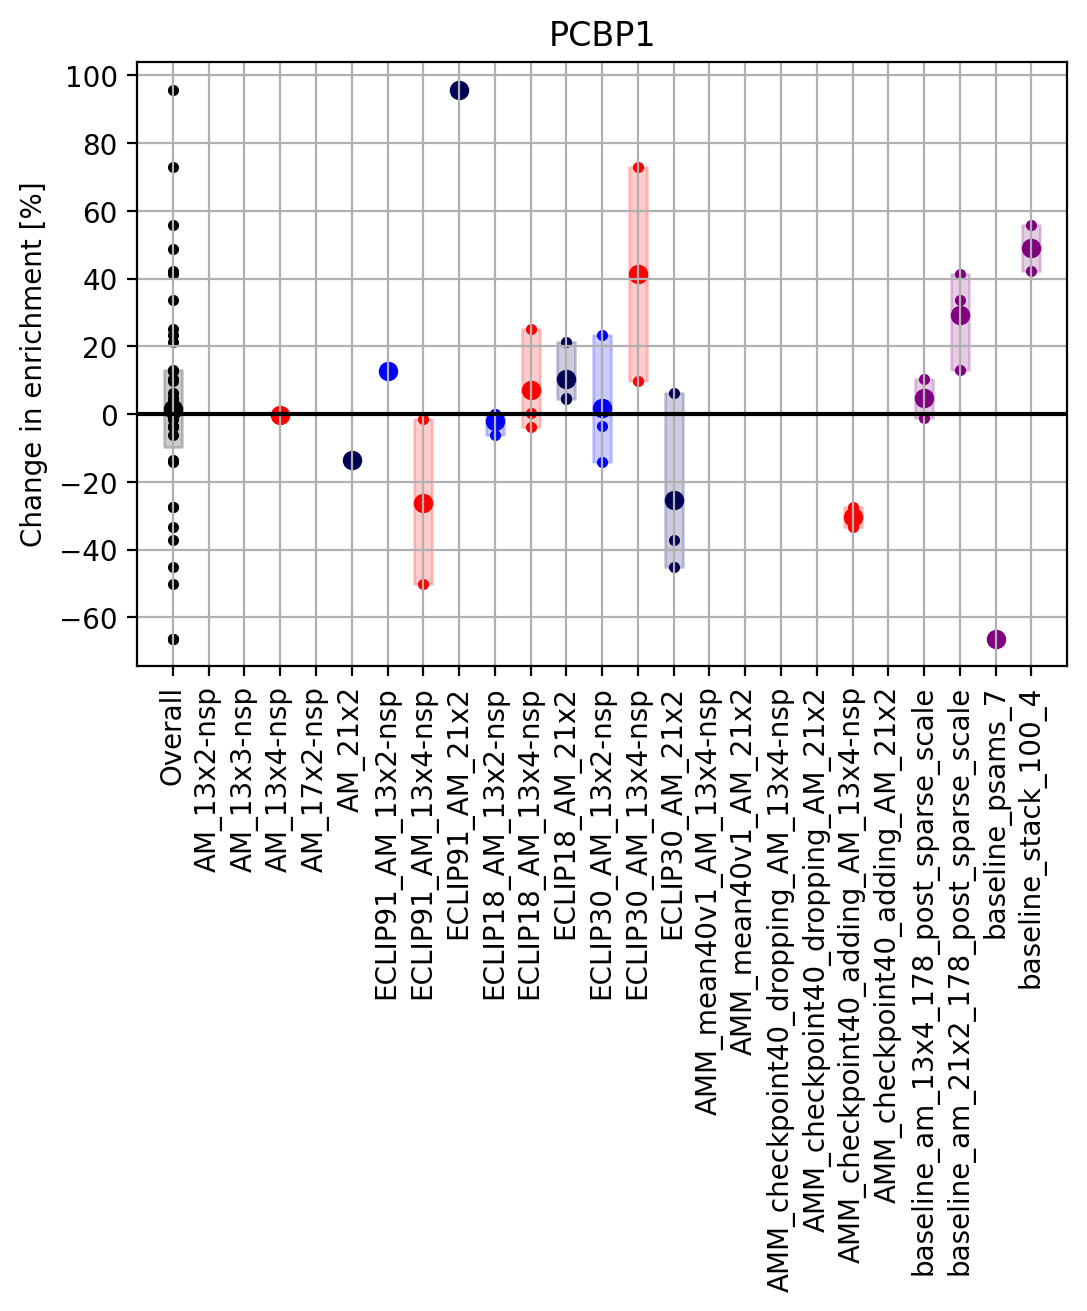 PCBP1
Change in enrichment [%]
100
80
60
40
20
0
−20
−40
−60
Overall
AM_13x2-nsp
AM_13x3-nsp
AM_13x4-nsp
AM_17x2-nsp
AM_21x2
ECLIP91_AM_13x2-nsp
ECLIP91_AM_13x4-nsp
ECLIP91_AM_21x2
ECLIP18_AM_13x2-nsp
ECLIP18_AM_13x4-nsp
ECLIP18_AM_21x2
ECLIP30_AM_13x2-nsp
ECLIP30_AM_13x4-nsp
ECLIP30_AM_21x2
AMM_mean40v1_AM_13x4-nsp
AMM_mean40v1_AM_21x2
AMM_checkpoint40_dropping_AM_13x4-nsp
AMM_checkpoint40_dropping_AM_21x2
AMM_checkpoint40_adding_AM_13x4-nsp
AMM_checkpoint40_adding_AM_21x2
baseline_am_13x4_178_post_sparse_scale
baseline_am_21x2_178_post_sparse_scale
baseline_psams_7
baseline_stack_100_4